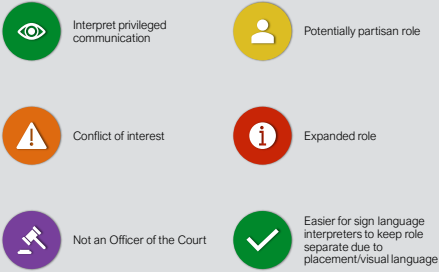 Interpret privileged
communication
Potentially partisan role
Conflict of interest
Expanded role
Not an Officer of the Court
Easier for sign language
interpreters to keep role
separate due to
placement/visual language